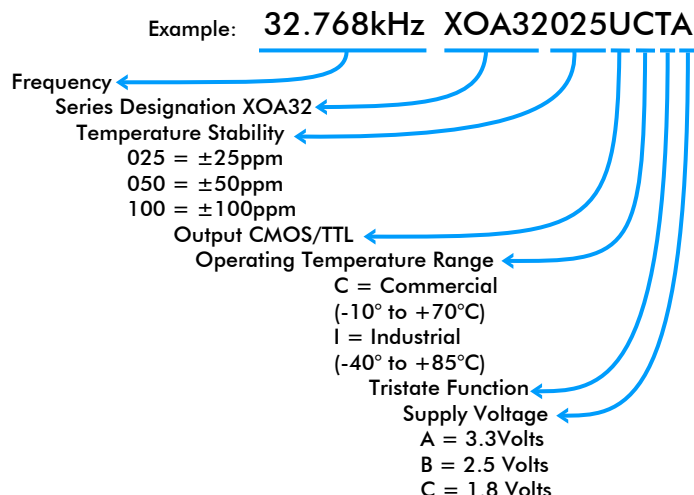 Example: 32.768kHz XOA32025UCTA
Frequency
Series Designation XOA32
Temperature Stability
025 = ±25ppm
050 = ±50ppm
100 = ±100ppm
Output CMOS/TTL
Operating Temperature Range
C = Commercial
(-10° to +70°C)
I = Industrial
(-40° to +85°C)
Tristate Function
Supply Voltage
A = 3.3Volts
B = 2.5 Volts
C = 1.8 Volts